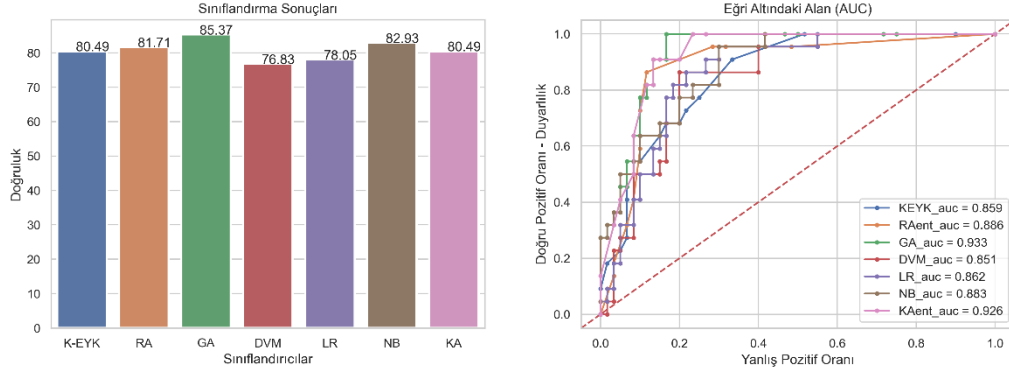 Sınıflandırma Sonuçları
80.49
81.71
85.37
76.83
78.05
82.93
80.49
80
70
60
50
40
30
20
10
0
Doğruluk
K-EYK RA GA DVM LR NB KA
Sınıflandırıcılar
Eğri Altındaki Alan (AUC)
1.0
0.8
0.6
0.4
0.2
0.0
Doğru Pozitif Oranı - Duyarlılık
KEYK_auc = 0.859
RAent_auc = 0.886
GA_auc = 0.933
DVM_auc = 0.851
LR_auc = 0.862
NB_auc = 0.883
KAent_auc = 0.926
0.0 0.2 0.4 0.6 0.8 1.0
Yanlış Pozitif Oranı